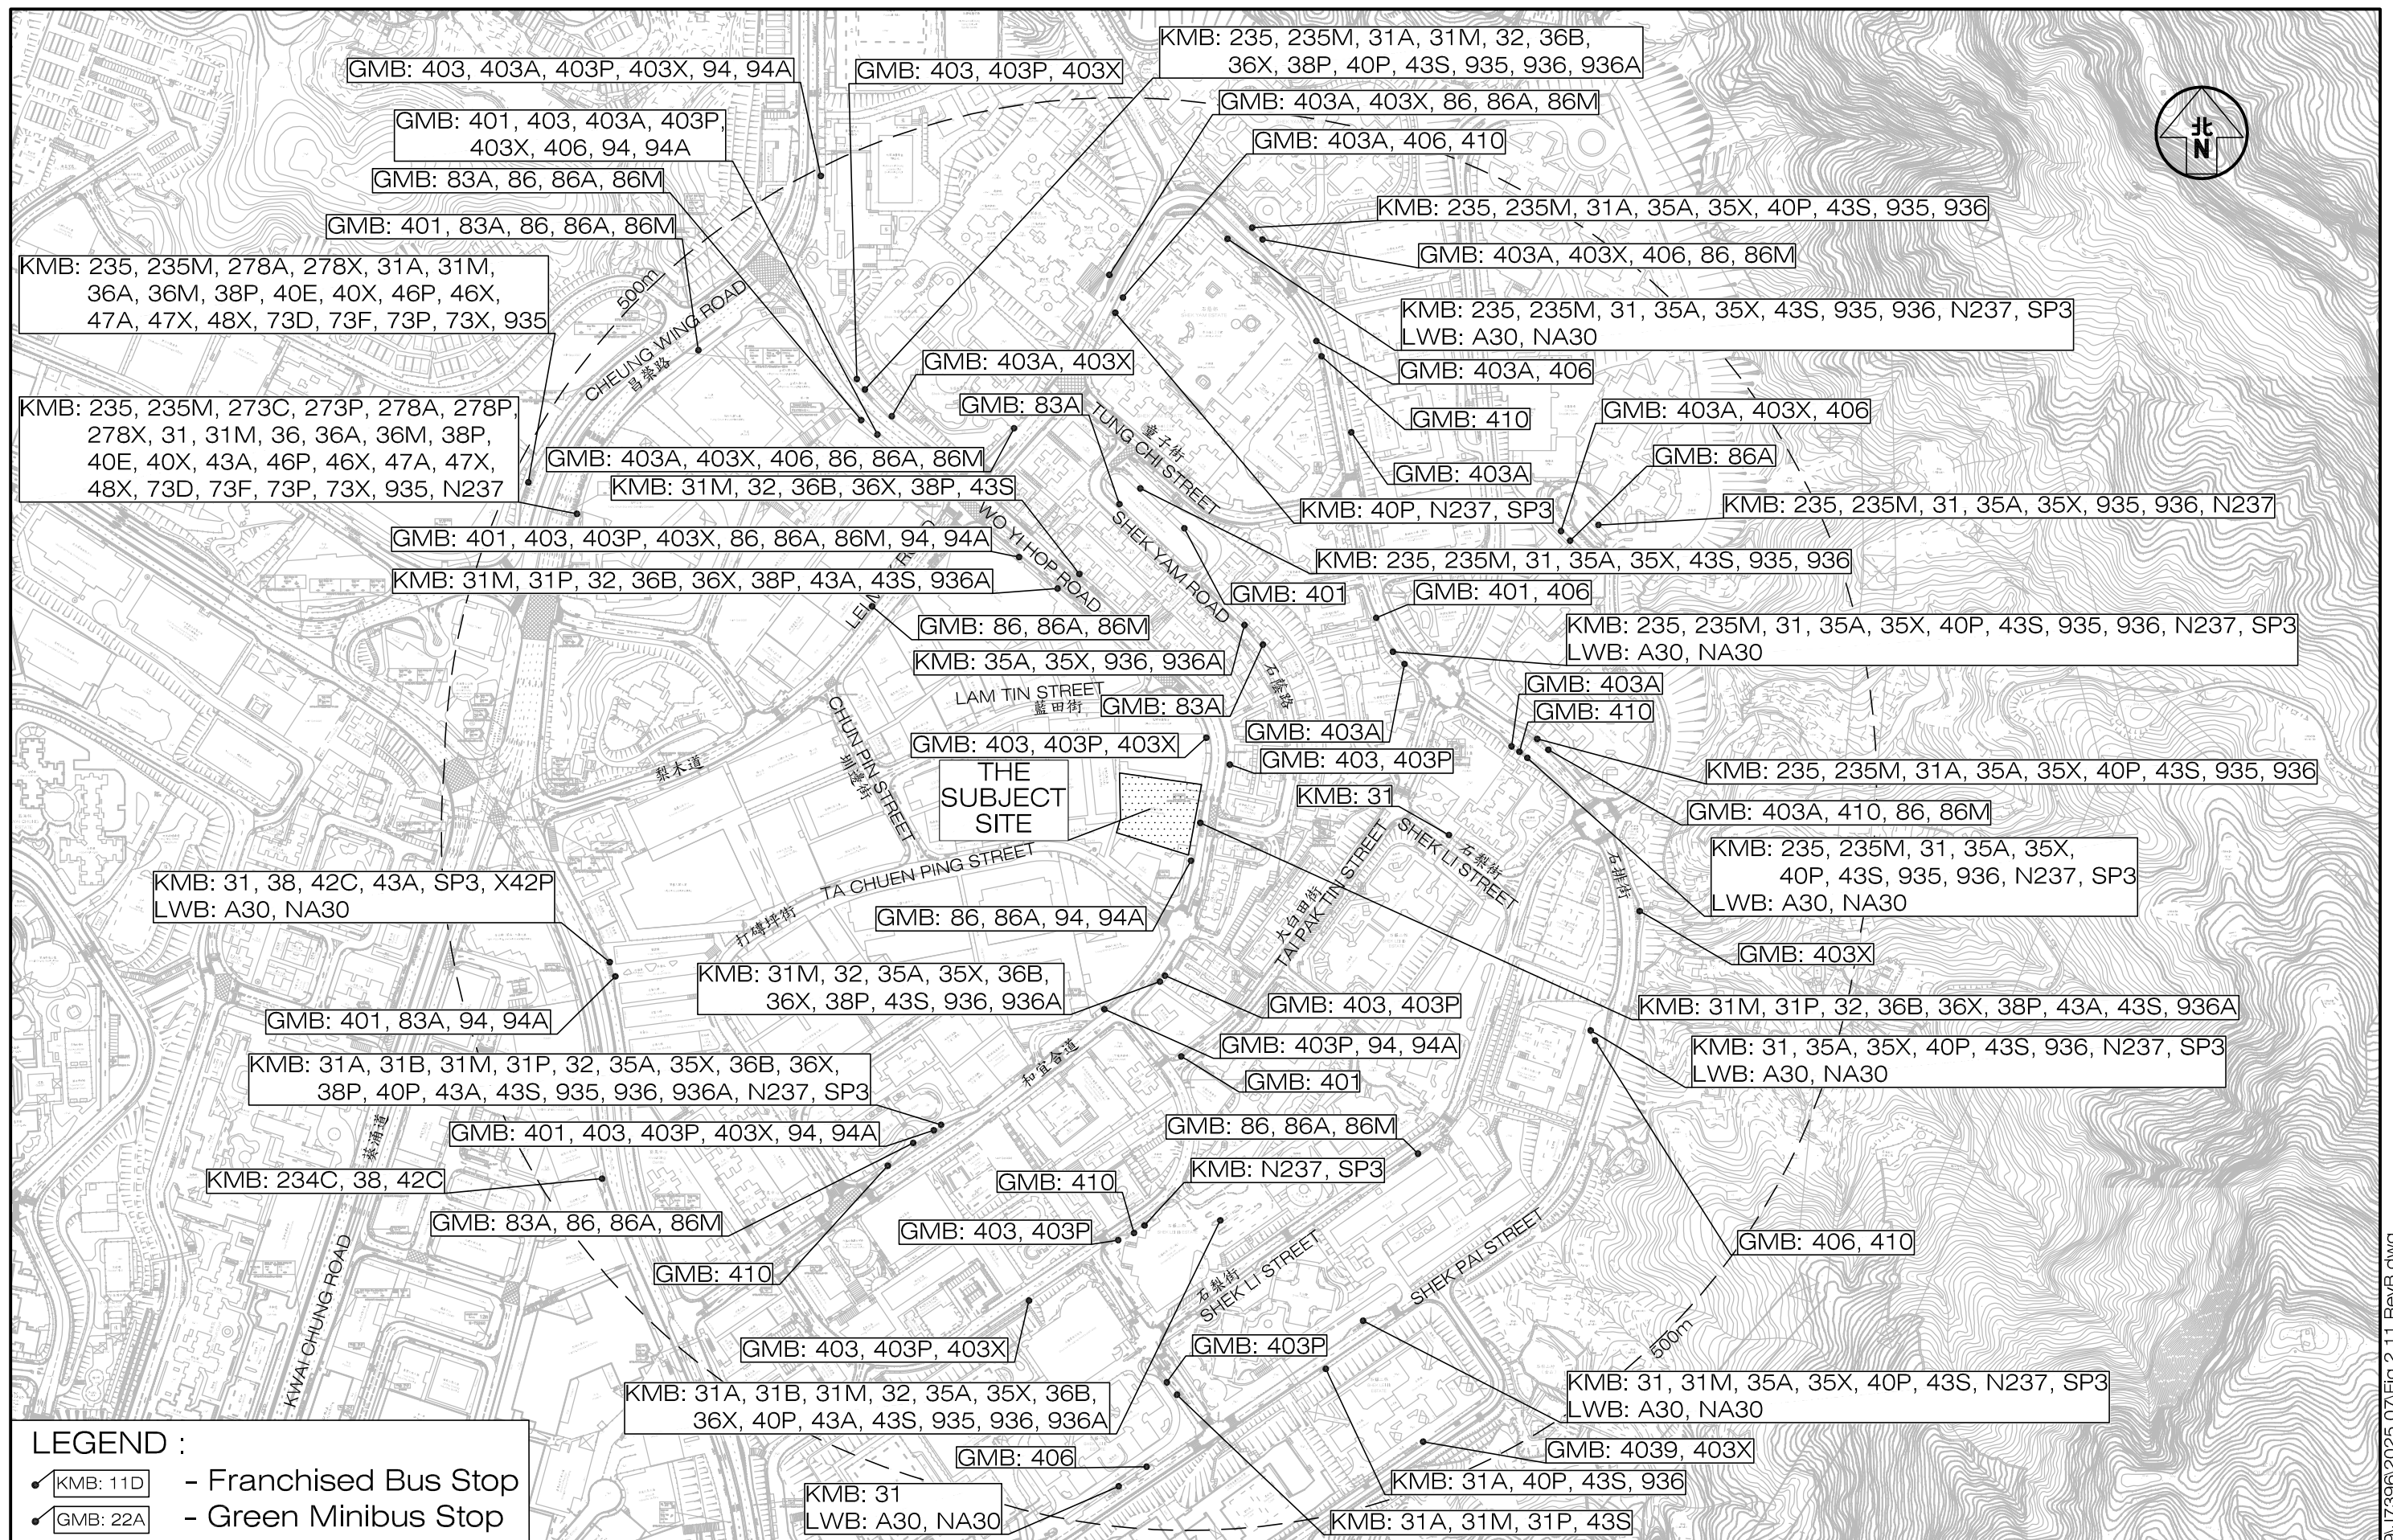 KMB: 235, 235M, 31A, 31M, 32, 36B,
36X, 38P, 40P, 43S, 935, 936, 936A
GMB: 403, 403A, 403P, 403X, 94, 94A
GMB: 403, 403P, 403X
GMB: 403A, 403X, 86, 86A, 86M
GMB: 401, 403, 403A, 403P,
403X, 406, 94, 94A
GMB: 403A, 406, 410
北
N
GMB: 83A, 86, 86A, 86M
KMB: 235, 235M, 31A, 35A, 35X, 40P, 43S, 935, 936
GMB: 401, 83A, 86, 86A, 86M
GMB: 403A, 403X, 406, 86, 86M
KMB: 235, 235M, 278A, 278X, 31A, 31M,
36A, 36M, 38P, 40E, 40X, 46P, 46X,
47A, 47X, 48X, 73D, 73F, 73P, 73X, 935
500m
CHEUNG WING ROAD
昌榮路
KMB: 235, 235M, 31, 35A, 35X, 43S, 935, 936, N237, SP3
LWB: A30, NA30
GMB: 403A, 403X
GMB: 403A, 406
KMB: 235, 235M, 273C, 273P, 278A, 278P,
278X, 31, 31M, 36, 36A, 36M, 38P,
40E, 40X, 43A, 46P, 46X, 47A, 47X,
48X, 73D, 73F, 73P, 73X, 935, N237
GMB: 83A
童子街
TUNG CHI STREET
GMB: 410
GMB: 403A, 403X, 406
GMB: 403A, 403X, 406, 86, 86A, 86M
GMB: 86A
GMB: 403A
KMB: 31M, 32, 36B, 36X, 38P, 43S
KMB: 40P, N237, SP3
KMB: 235, 235M, 31, 35A, 35X, 935, 936, N237
WO YI HOP ROAD
SHEK YAM ROAD
GMB: 401, 403, 403P, 403X, 86, 86A, 86M, 94, 94A
KMB: 235, 235M, 31, 35A, 35X, 43S, 935, 936
KMB: 31M, 31P, 32, 36B, 36X, 38P, 43A, 43S, 936A
GMB: 401
GMB: 401, 406
GMB: 86, 86A, 86M
KMB: 235, 235M, 31, 35A, 35X, 40P, 43S, 935, 936, N237, SP3
LWB: A30, NA30
KMB: 35A, 35X, 936, 936A
石蔭路
LAM TIN STREET
藍田街
GMB: 83A
GMB: 403A
GMB: 410
CHUN PIN STREET
圳邊街
GMB: 403A
GMB: 403, 403P, 403X
GMB: 403, 403P
梨木道
THE
SUBJECT
SITE
KMB: 235, 235M, 31A, 35A, 35X, 40P, 43S, 935, 936
KMB: 31
GMB: 403A, 410, 86, 86M
SHEK LI STREET
石梨街
KMB: 235, 235M, 31, 35A, 35X,
40P, 43S, 935, 936, N237, SP3
LWB: A30, NA30
TA CHUEN PING STREET
打磚坪街
石排街
KMB: 31, 38, 42C, 43A, SP3, X42P
LWB: A30, NA30
大白田街
TAI PAK TIN STREET
GMB: 86, 86A, 94, 94A
GMB: 403X
KMB: 31M, 32, 35A, 35X, 36B,
36X, 38P, 43S, 936, 936A
GMB: 403, 403P
KMB: 31M, 31P, 32, 36B, 36X, 38P, 43A, 43S, 936A
GMB: 401, 83A, 94, 94A
GMB: 403P, 94, 94A
KMB: 31, 35A, 35X, 40P, 43S, 936, N237, SP3
LWB: A30, NA30
和宜合道
KMB: 31A, 31B, 31M, 31P, 32, 35A, 35X, 36B, 36X,
38P, 40P, 43A, 43S, 935, 936, 936A, N237, SP3
GMB: 401
GMB: 401, 403, 403P, 403X, 94, 94A
GMB: 86, 86A, 86M
葵涌道
KWAI CHUNG ROAD
KMB: 234C, 38, 42C
KMB: N237, SP3
GMB: 410
GMB: 83A, 86, 86A, 86M
GMB: 403, 403P
GMB: 406, 410
GMB: 410
石梨街
SHEK LI STREET
SHEK PAI STREET
GMB: 403, 403P, 403X
GMB: 403P
500m
KMB: 31A, 31B, 31M, 32, 35A, 35X, 36B,
36X, 40P, 43A, 43S, 935, 936, 936A
KMB: 31, 31M, 35A, 35X, 40P, 43S, N237, SP3
LWB: A30, NA30
GMB: 406
GMB: 4039, 403X
KMB: 31A, 40P, 43S, 936
KMB: 31
LWB: A30, NA30
KMB: 31A, 31M, 31P, 43S
LEGEND :
KMB: 11D - Franchised Bus Stop
GMB: 22A - Green Minibus Stop